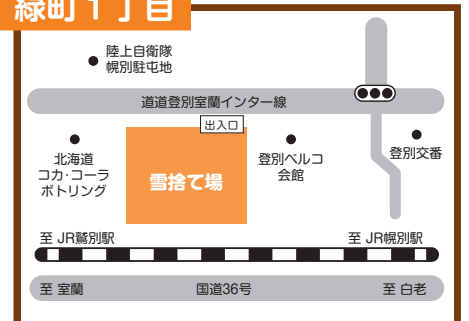 緑町1丁目
陸上自衛隊
幌別駐屯地
道道登別室蘭インター線
出入口
北海道
コカ・コーラ
ボトリング
雪捨て場
登別ベルコ
会館
登別交番
至 JR鷲別駅
至 JR幌別駅
至 室蘭
国道36号
至 白老